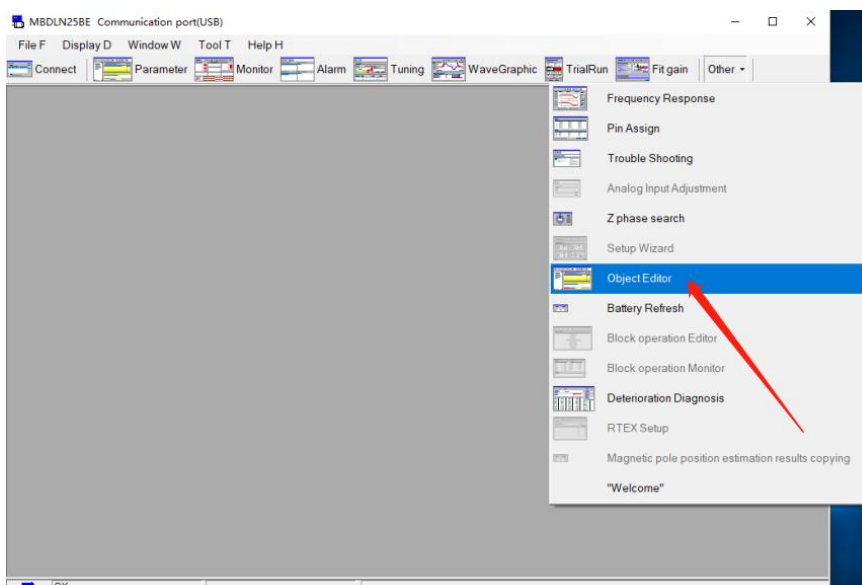 MBDLN25BE Communication port(USB)
File F Display D Window W Tool T Help H
Connect Parameter Monitor Alarm Tuning WaveGraphic TrialRun Fit gain Other
Frequency Response
Pin Assign
Trouble Shooting
Analog Input Adjustment
Z phase search
Setup Wizard
Object Editor
Battery Refresh
Block operation Editor
Block operation Monitor
Deterioration Diagnosis
RTEX Setup
Magnetic pole position estimation results copying
"Welcome"